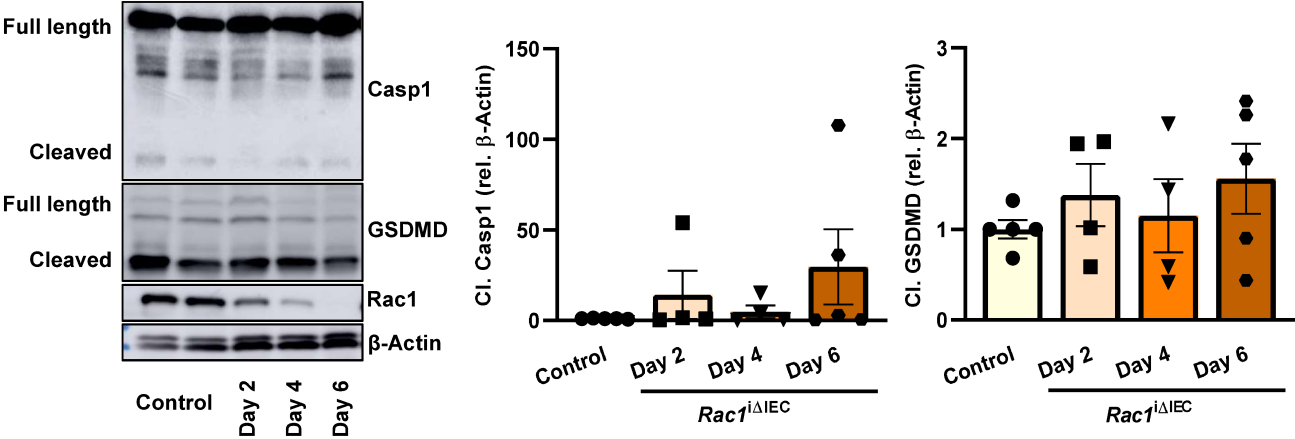 Full length
Casp1
Cleaved
Full length
GSDMD
Cleaved
Rac1
β-Actin
Control
Day 2
Day 4
Day 6
Cl. Casp1 (rel. β-Actin)
150
100
50
0
Control
Day 2
Day 4
Day 6
Rac1iΔIEC
Cl. GSDMD (rel. β-Actin)
3
2
1
0
Control
Day 2
Day 4
Day 6
Rac1iΔIEC